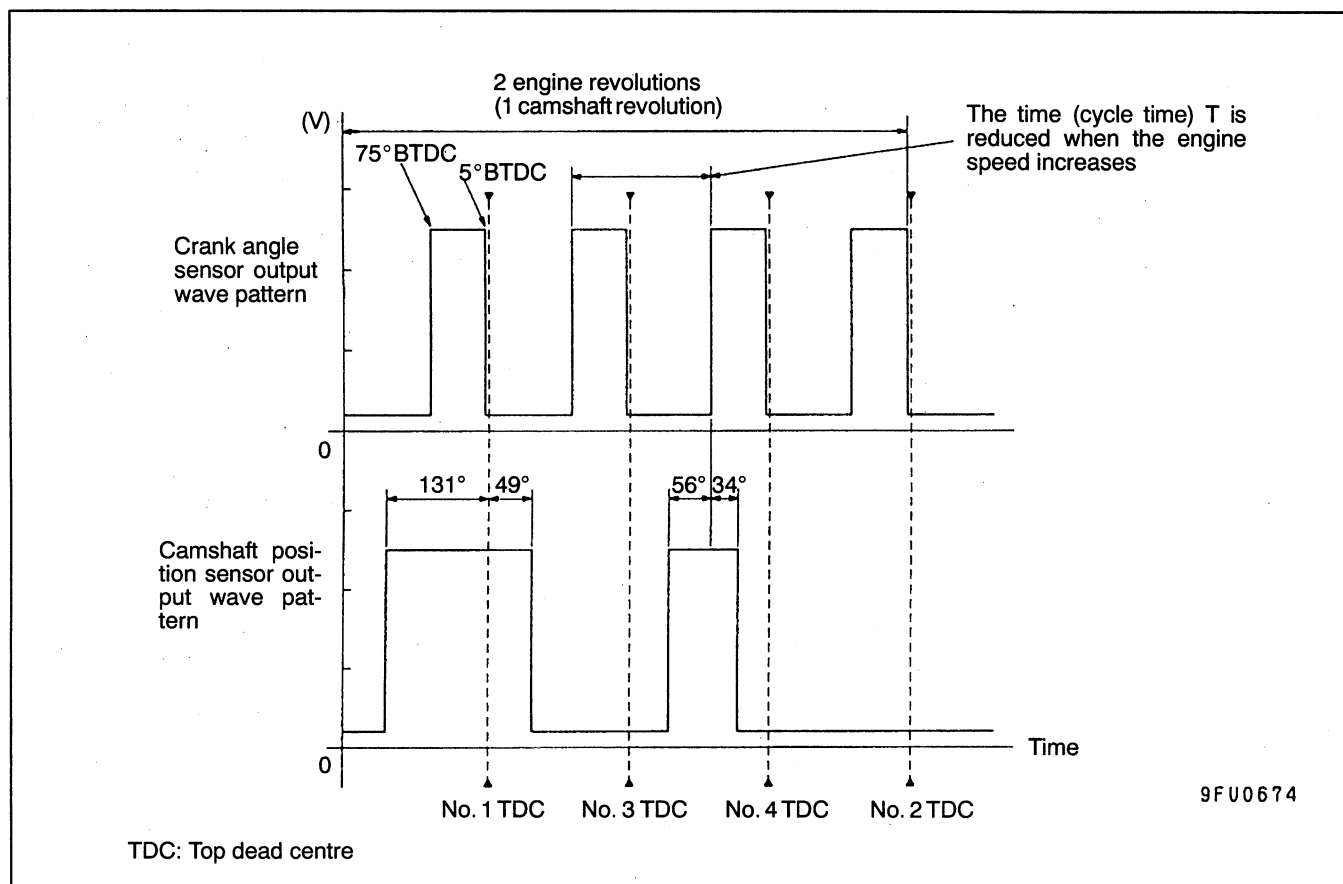 2 engine revolutions
(1 camshaft revolution)
The time (cycle time) T is
reduced when the engine
speed increases
(V)
75°BTDC
5°BTDC
Crank angle
sensor output
wave pattern
0
131°
49°
56°
34°
Camshaft posi-
tion sensor out-
put wave pat-
tern
0
Time
No. 1 TDC
No. 3 TDC
No. 4 TDC
No. 2 TDC
9FU0674
TDC: Top dead centre